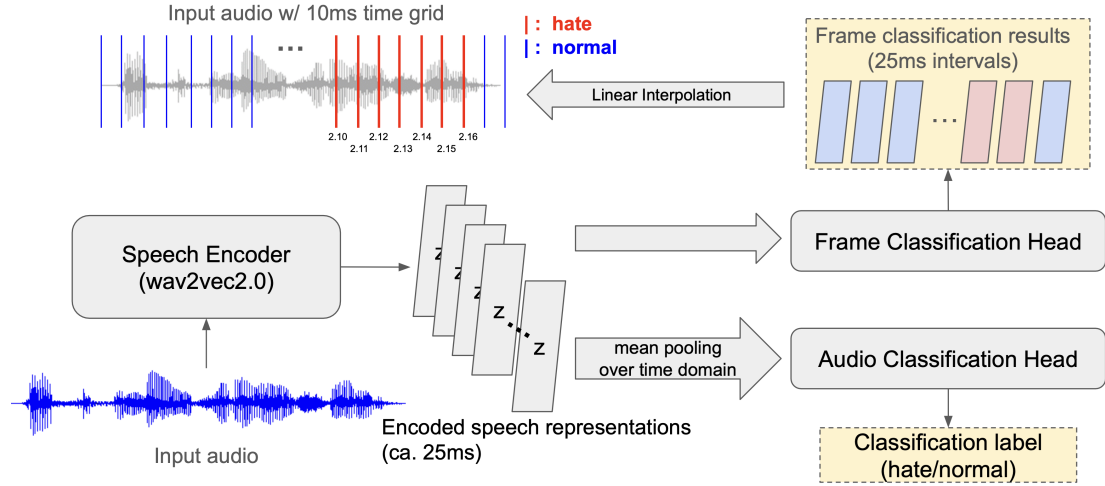 Input audio w/ 10ms time grid
| : hate
| : normal
...
2.10
2.11
2.12
2.13
2.14
2.15
2.16
Linear Interpolation
Frame classification results
(25ms intervals)
...
Speech Encoder
(wav2vec2.0)
z
z
z
z
z
Frame Classification Head
mean pooling
over time domain
Audio Classification Head
Input audio
Encoded speech representations
(ca. 25ms)
Classification label
(hate/normal)